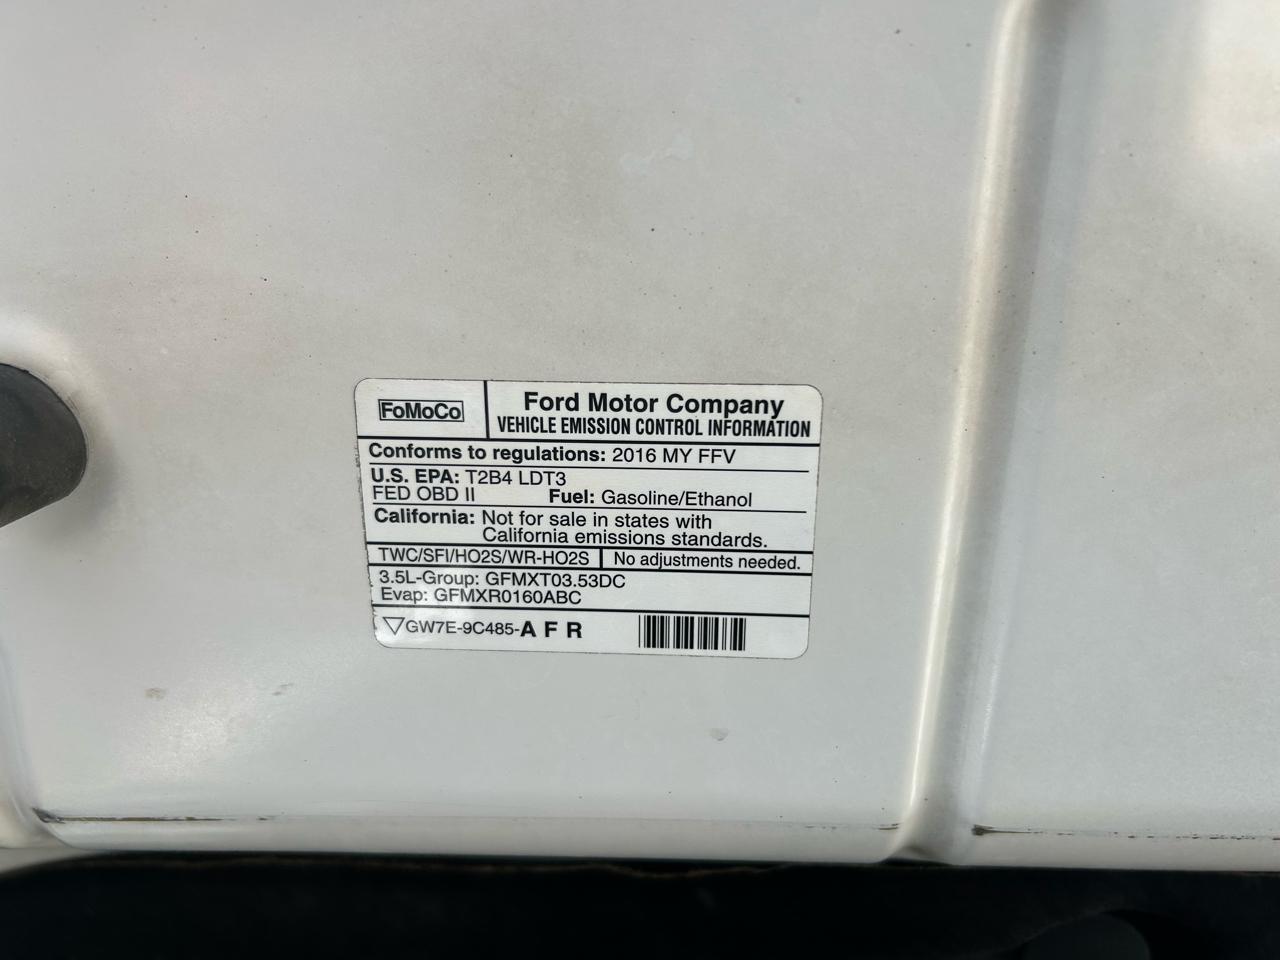 FoMoCo
Ford Motor Company
VEHICLE EMISSION CONTROL INFORMATION
Conforms to regulations: 2016 MY FFV
U.S. EPA: T2B4 LDT3
FED OBD II Fuel: Gasoline/Ethanol
California: Not for sale in states with
California emissions standards.
TWC/SFI/HO2S/WR-HO2S No adjustments needed.
3.5L-Group: GFMXT03.53DC
Evap: GFMXR0160ABC
GW7E-9C485-A F R